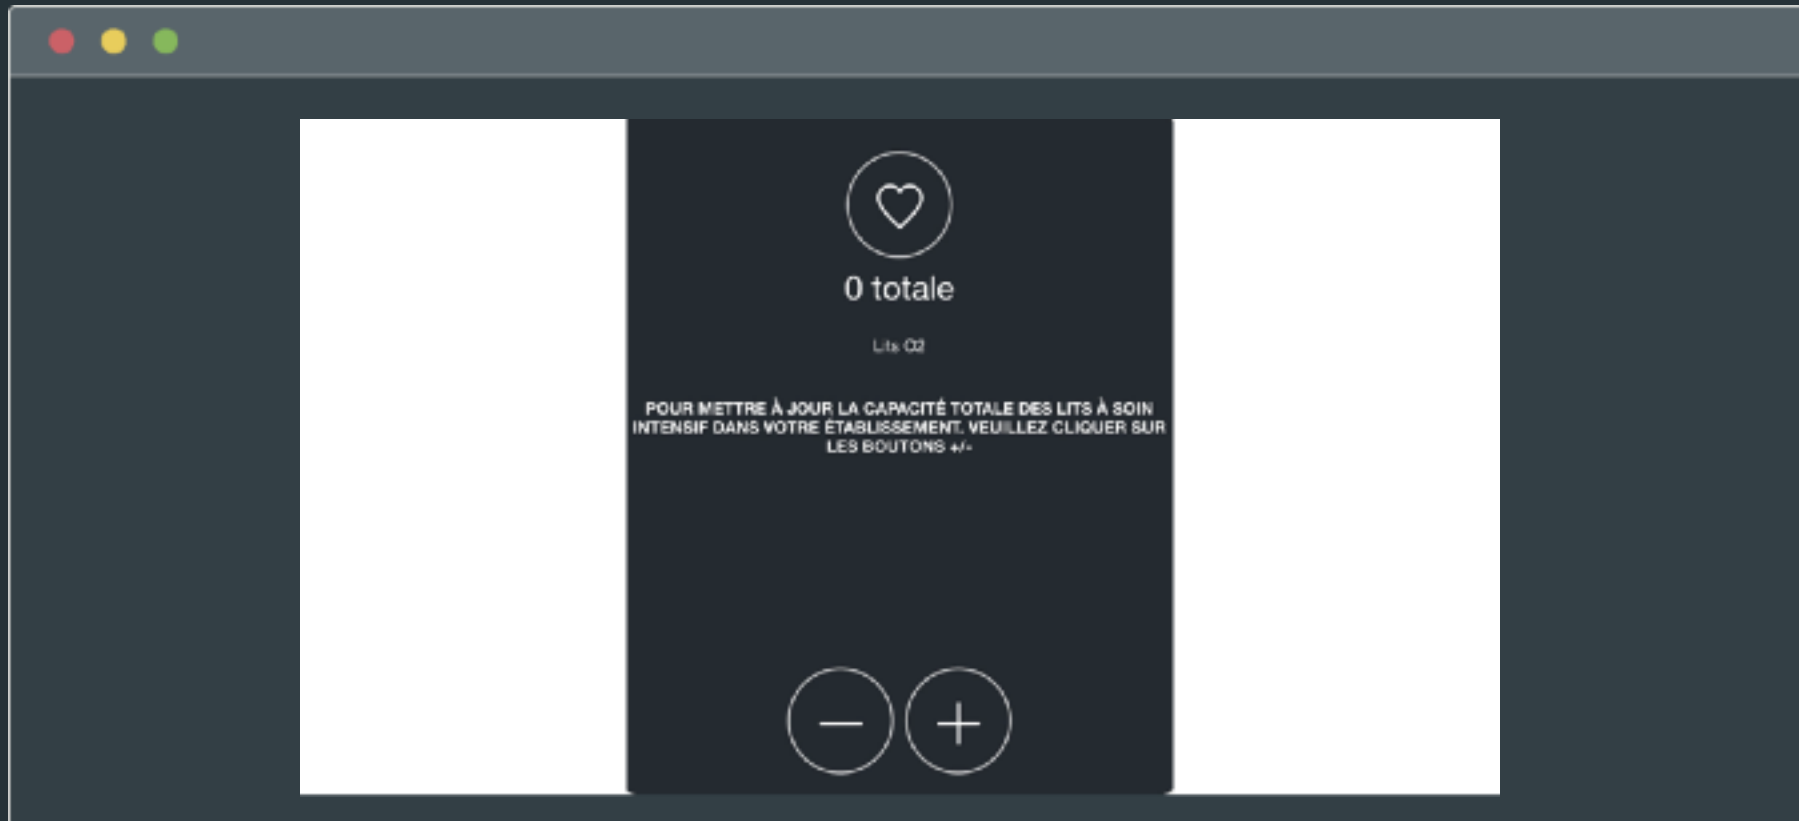 0 totale
Lits O2
POUR METTRE À JOUR LA CAPACITÉ TOTALE DES LITS À SOIN
INTENSIF DANS VOTRE ÉTABLISSEMENT. VEUILLEZ CLIQUER SUR
LES BOUTONS +/-